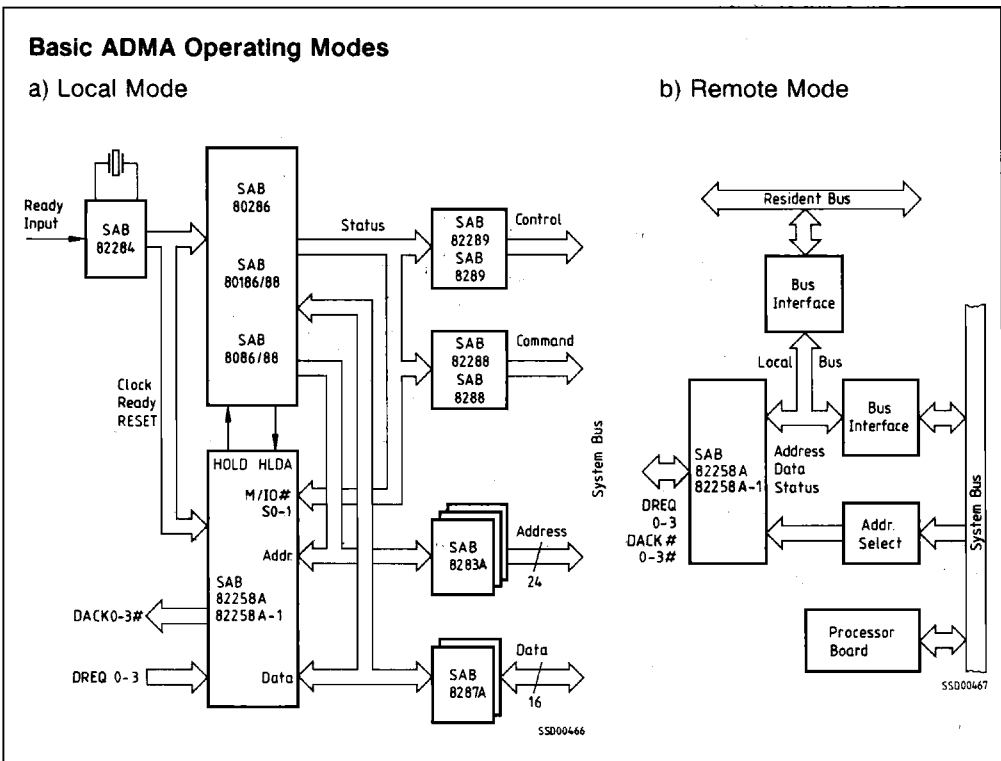 Basic ADMA Operating Modes
a) Local Mode
Ready
Input
SAB
82284
SAB
80286
SAB
80186/88
SAB
8086/88
Status
SAB
82289
SAB
8289
Control
SAB
82288
SAB
8288
Command
Clock
Ready
RESET
HOLD HLDA
M/IO#
S0-1
Addr.
SAB
82258A
82258A-1
Data
DACK0-3#
DREQ 0-3
SAB
8283A
Address
24
SAB
8287A
Data
16
System Bus
SSD00466
b) Remote Mode
Resident Bus
Bus
Interface
Local Bus
SAB
82258A
82258A-1
Address
Data
Status
Bus
Interface
DREQ
0-3
DACK#
0-3#
Addr.
Select
Processor
Board
System Bus
SSD00467